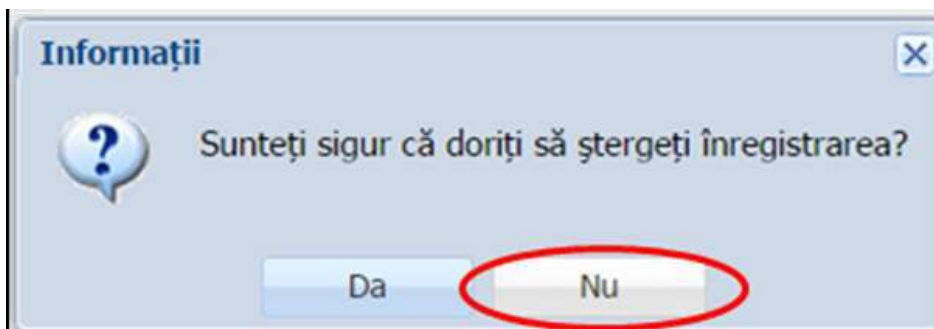 Informații
Sunteți sigur că doriți să ştergeți înregistrarea?
Da
Nu